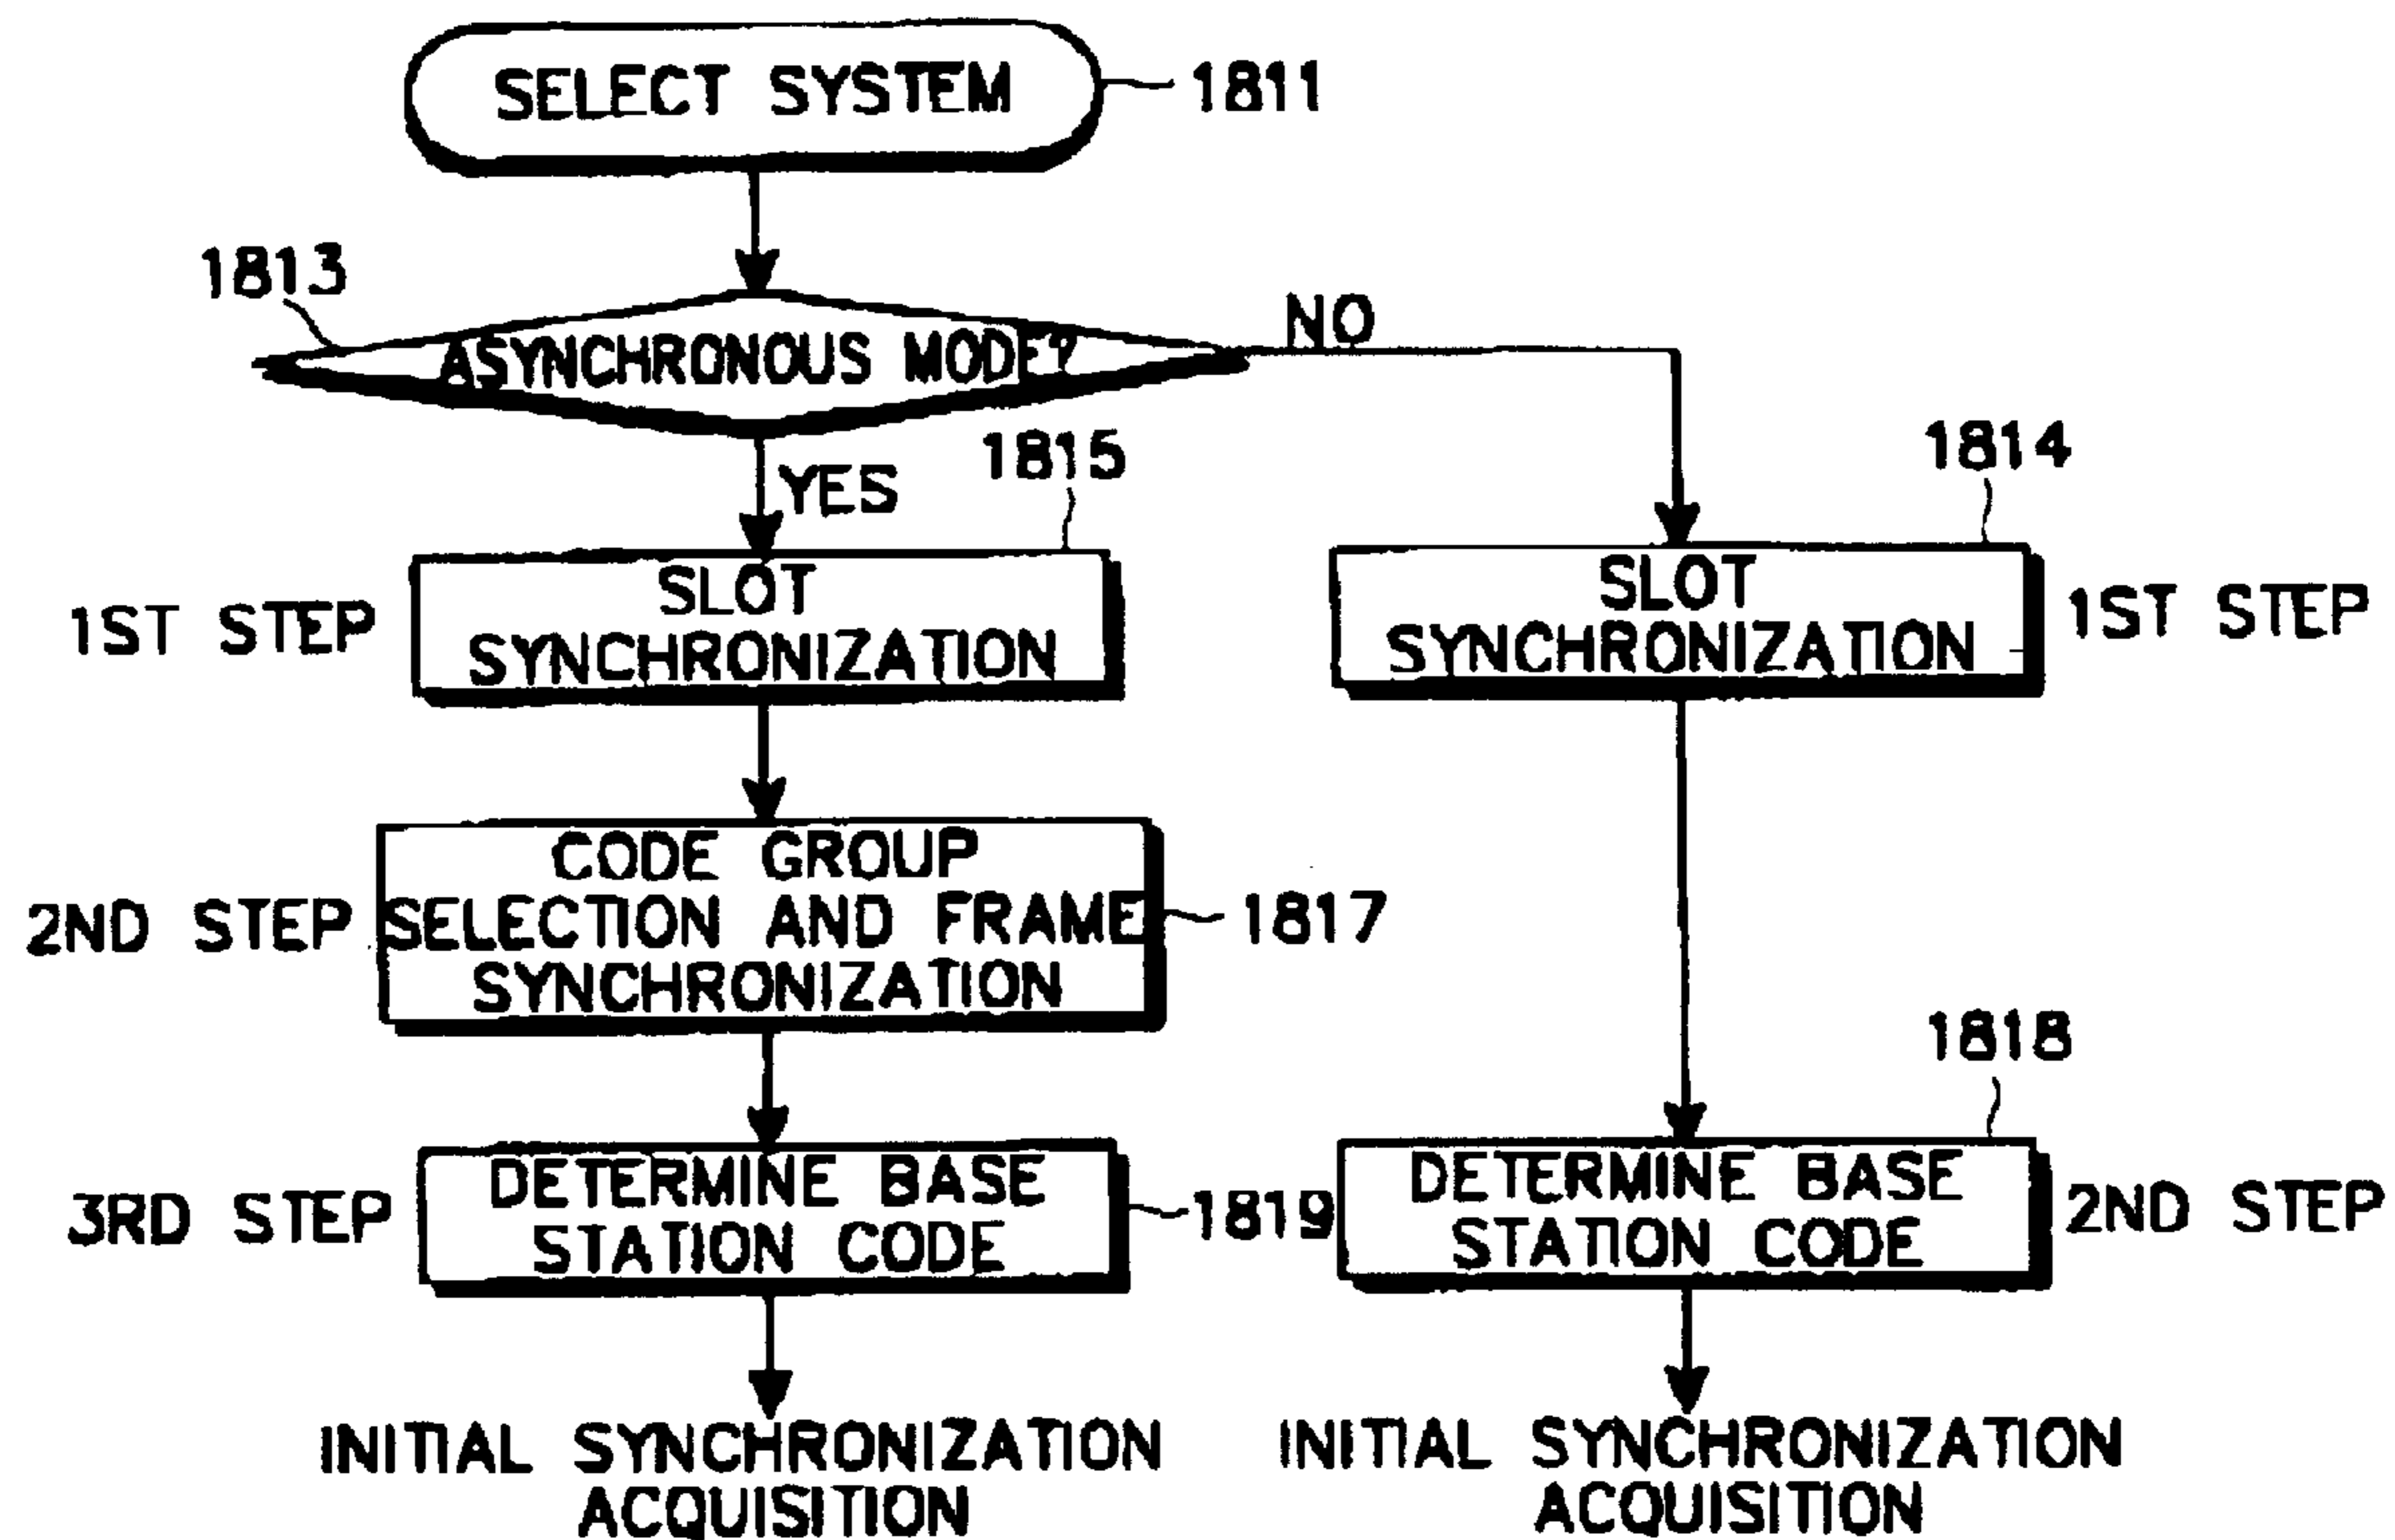 SELECT SYSTEM
1811
1813
ASYNCHRONOUS MODE?
NO
YES
1815
1814
1ST STEP
SLOT
SYNCHRONIZATION
SLOT
SYNCHRONIZATION
1ST STEP
2ND STEP
CODE GROUP
SELECTION AND FRAME
SYNCHRONIZATION
1817
1818
3RD STEP
DETERMINE BASE
STATION CODE
1819
DETERMINE BASE
STATION CODE
2ND STEP
INITIAL SYNCHRONIZATION
ACQUISITION
INITIAL SYNCHRONIZATION
ACQUISITION